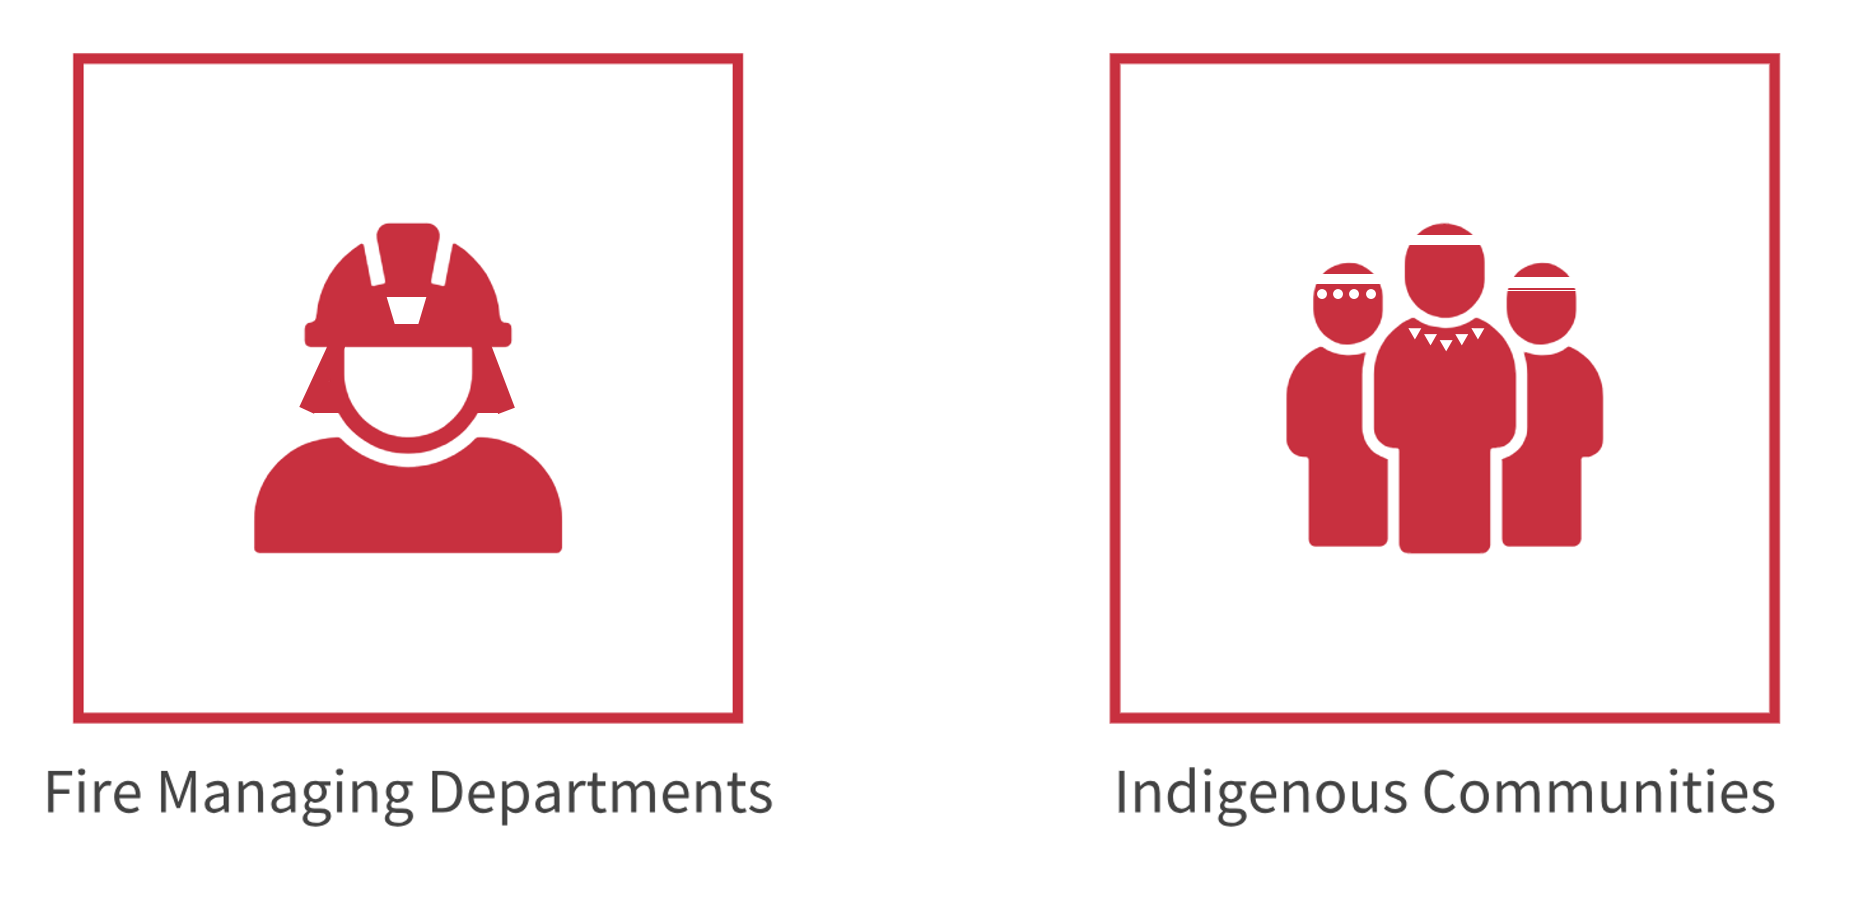 Fire Managing Departments
Indigenous Communities